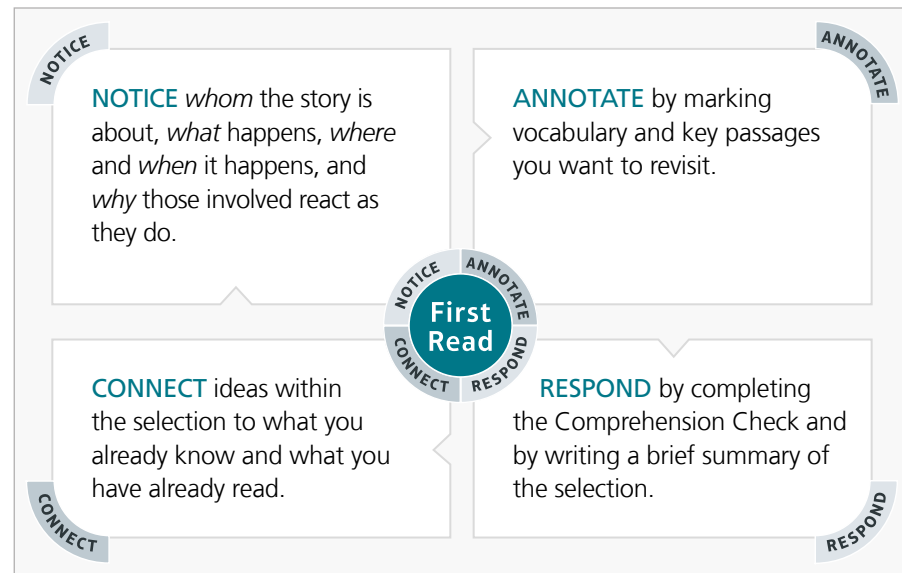 NOTICE
NOTICE whom the story is
about, what happens, where
and when it happens, and
why those involved react as
they do.
ANNOTATE
ANNOTATE by marking
vocabulary and key passages
you want to revisit.
NOTICE
ANNOTATE
First
Read
CONNECT
RESPOND
CONNECT ideas within
the selection to what you
already know and what you
have already read.
CONNECT
RESPOND by completing
the Comprehension Check and
by writing a brief summary of
the selection.
RESPOND